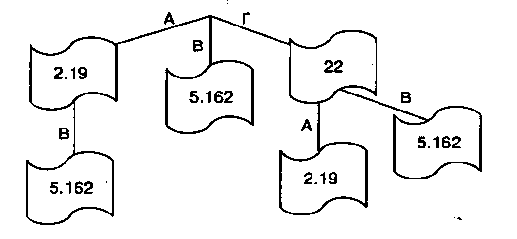 А В Г
2.19 5.162 22
В А В
5.162 2.19 5.162